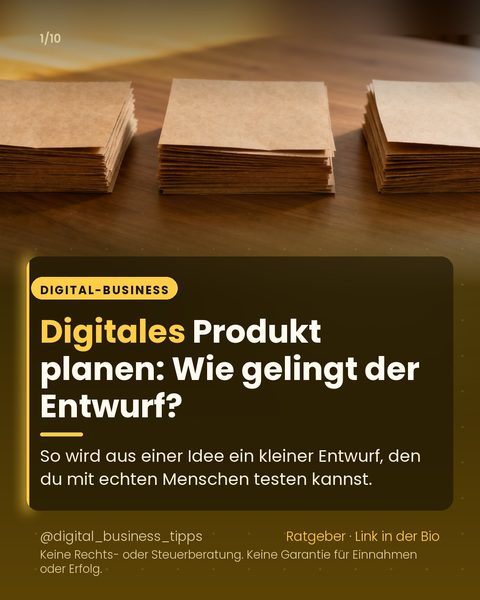 1/10
DIGITAL-BUSINESS
Digitales Produkt
planen: Wie gelingt der
Entwurf?
So wird aus einer Idee ein kleiner Entwurf, den
du mit echten Menschen testen kannst.
@digital_business_tipps
Ratgeber · Link in der Bio
Keine Rechts- oder Steuerberatung. Keine Garantie für Einnahmen
oder Erfolg.